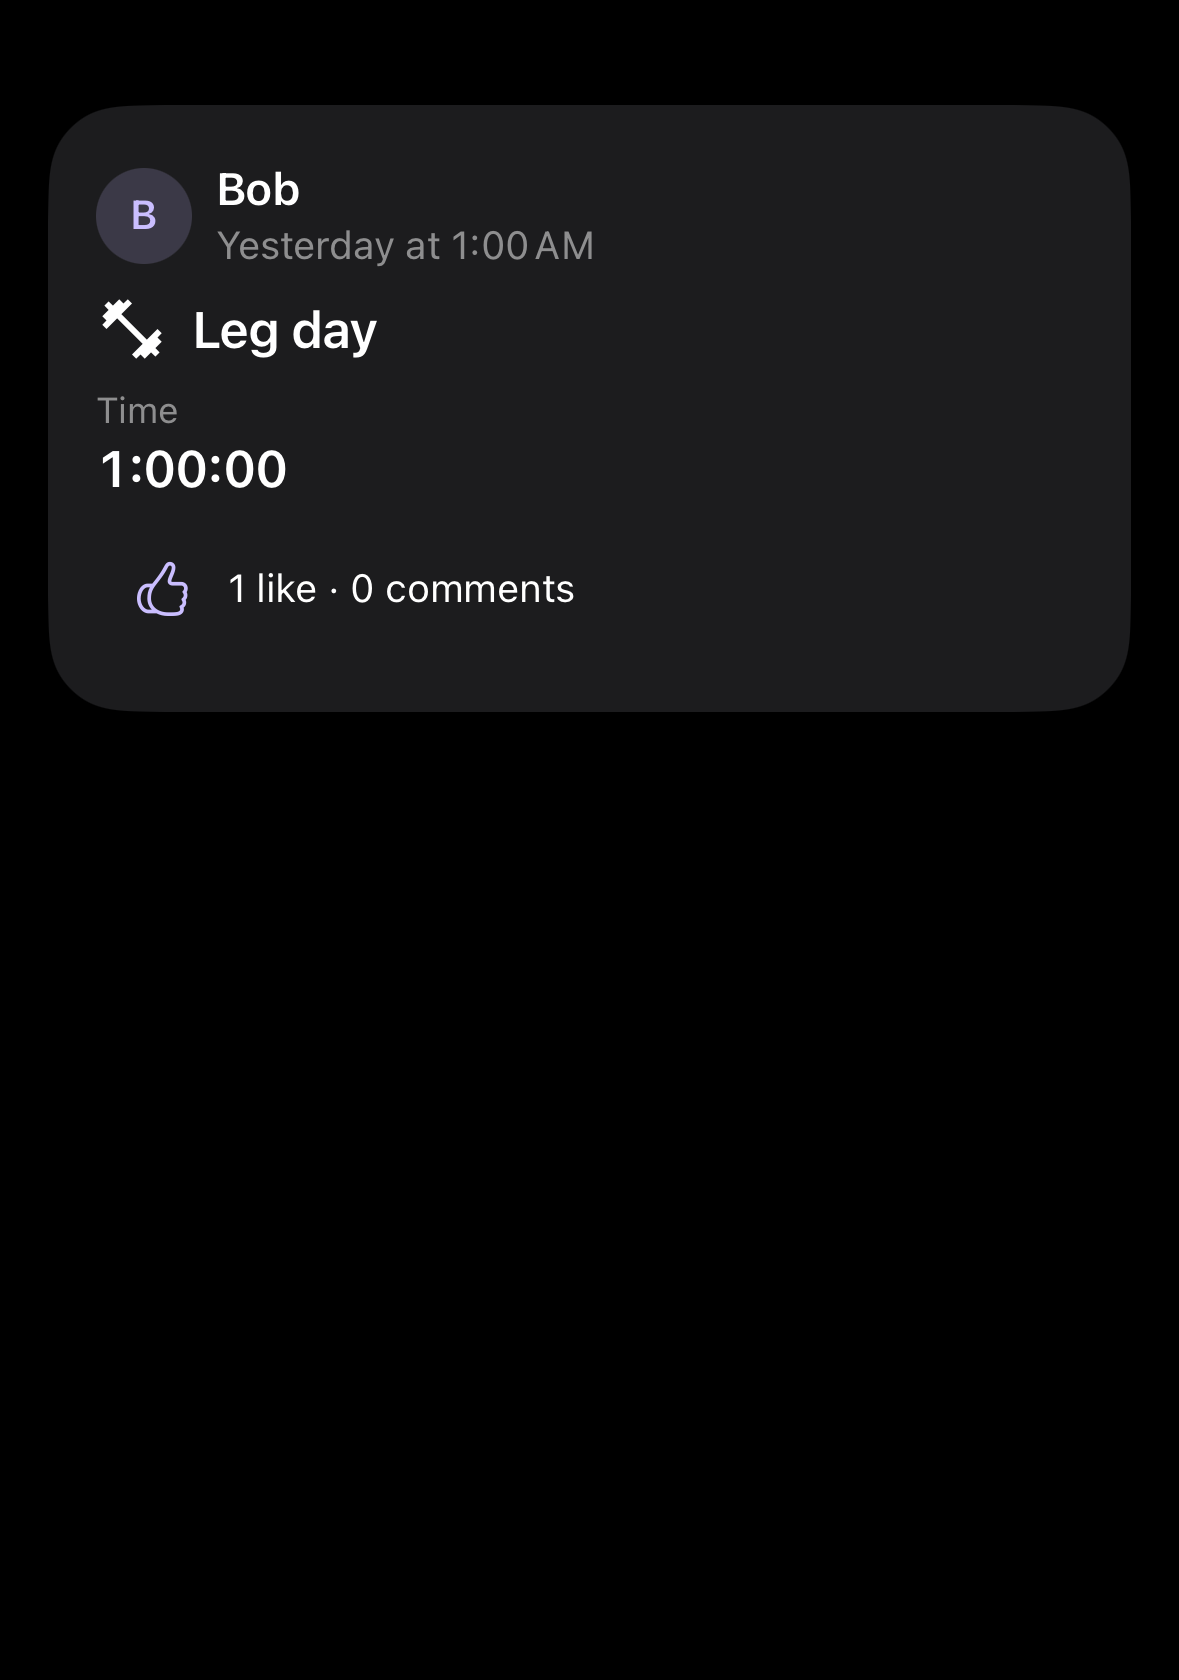 B
Bob
Yesterday at 1:00 AM
Leg day
Time
1:00:00
1 like · 0 comments